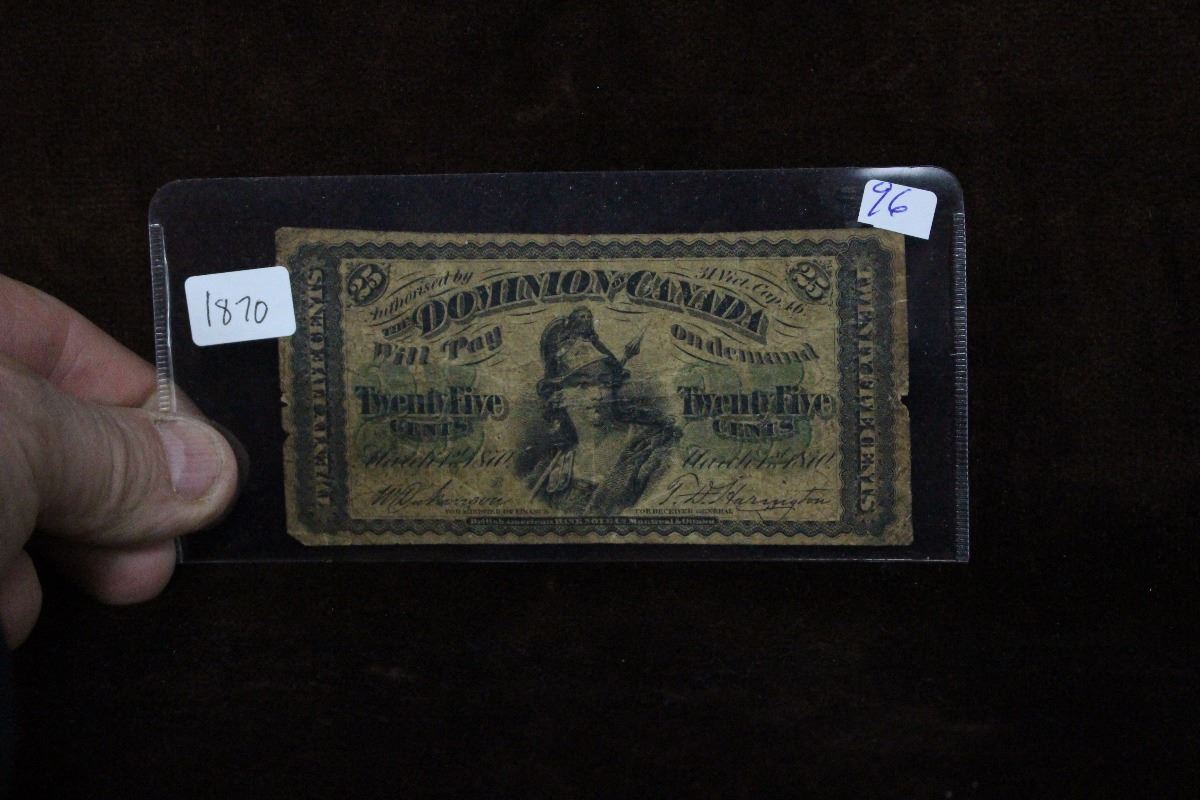 96
1870
25
25
Authorised by
31 Vict. Cap. 46.
THE DOMINION OF CANADA
Will Pay
on demand
Twenty Five
CENTS
Twenty Five
CENTS
March 1st 1870
March 1st 1870
W Dickinson
T. D. Harington
FOR MINISTER OF FINANCE
FOR RECEIVER GENERAL
British American BANK NOTE Co. Montreal & Ottawa
TWENTY FIVE CENTS
TWENTY FIVE CENTS